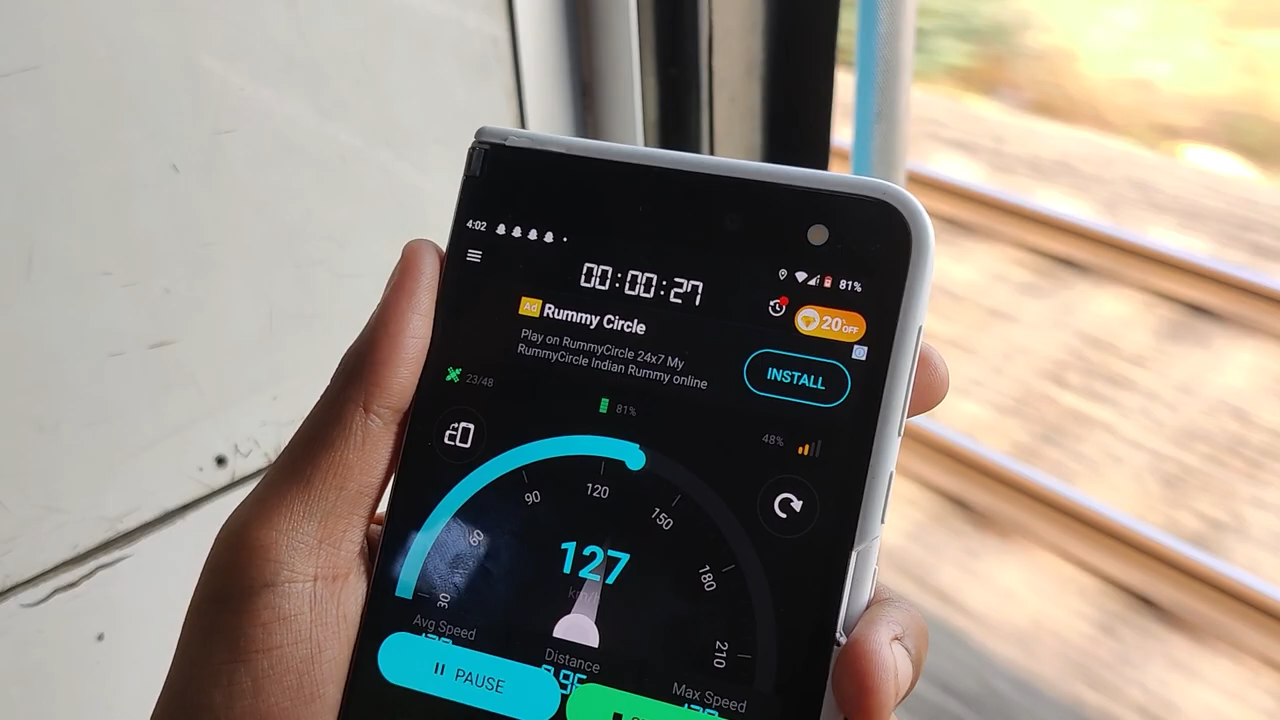 4:02
81%
00:00:27
Ad Rummy Circle
20% OFF
Play on RummyCircle 24x7 My
RummyCircle Indian Rummy online
INSTALL
23/48
81%
48%
30
60
90
120
150
180
210
127
Avg Speed
Distance
Max Speed
PAUSE